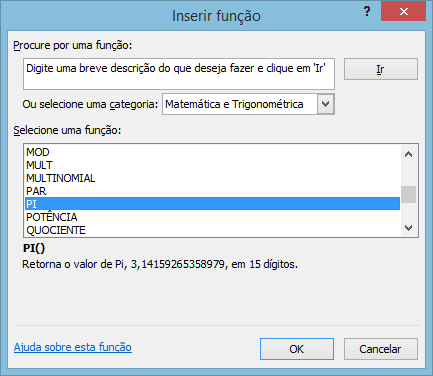 Inserir função
Procure por uma função:
Digite uma breve descrição do que deseja fazer e clique em 'Ir'
Ir
Ou selecione uma categoria: Matemática e Trigonométrica
Selecione uma função:
MOD
MULT
MULTINOMIAL
PAR
PI
POTÊNCIA
QUOCIENTE
PI()
Retorna o valor de Pi, 3,14159265358979, em 15 dígitos.
Ajuda sobre esta função
OK
Cancelar